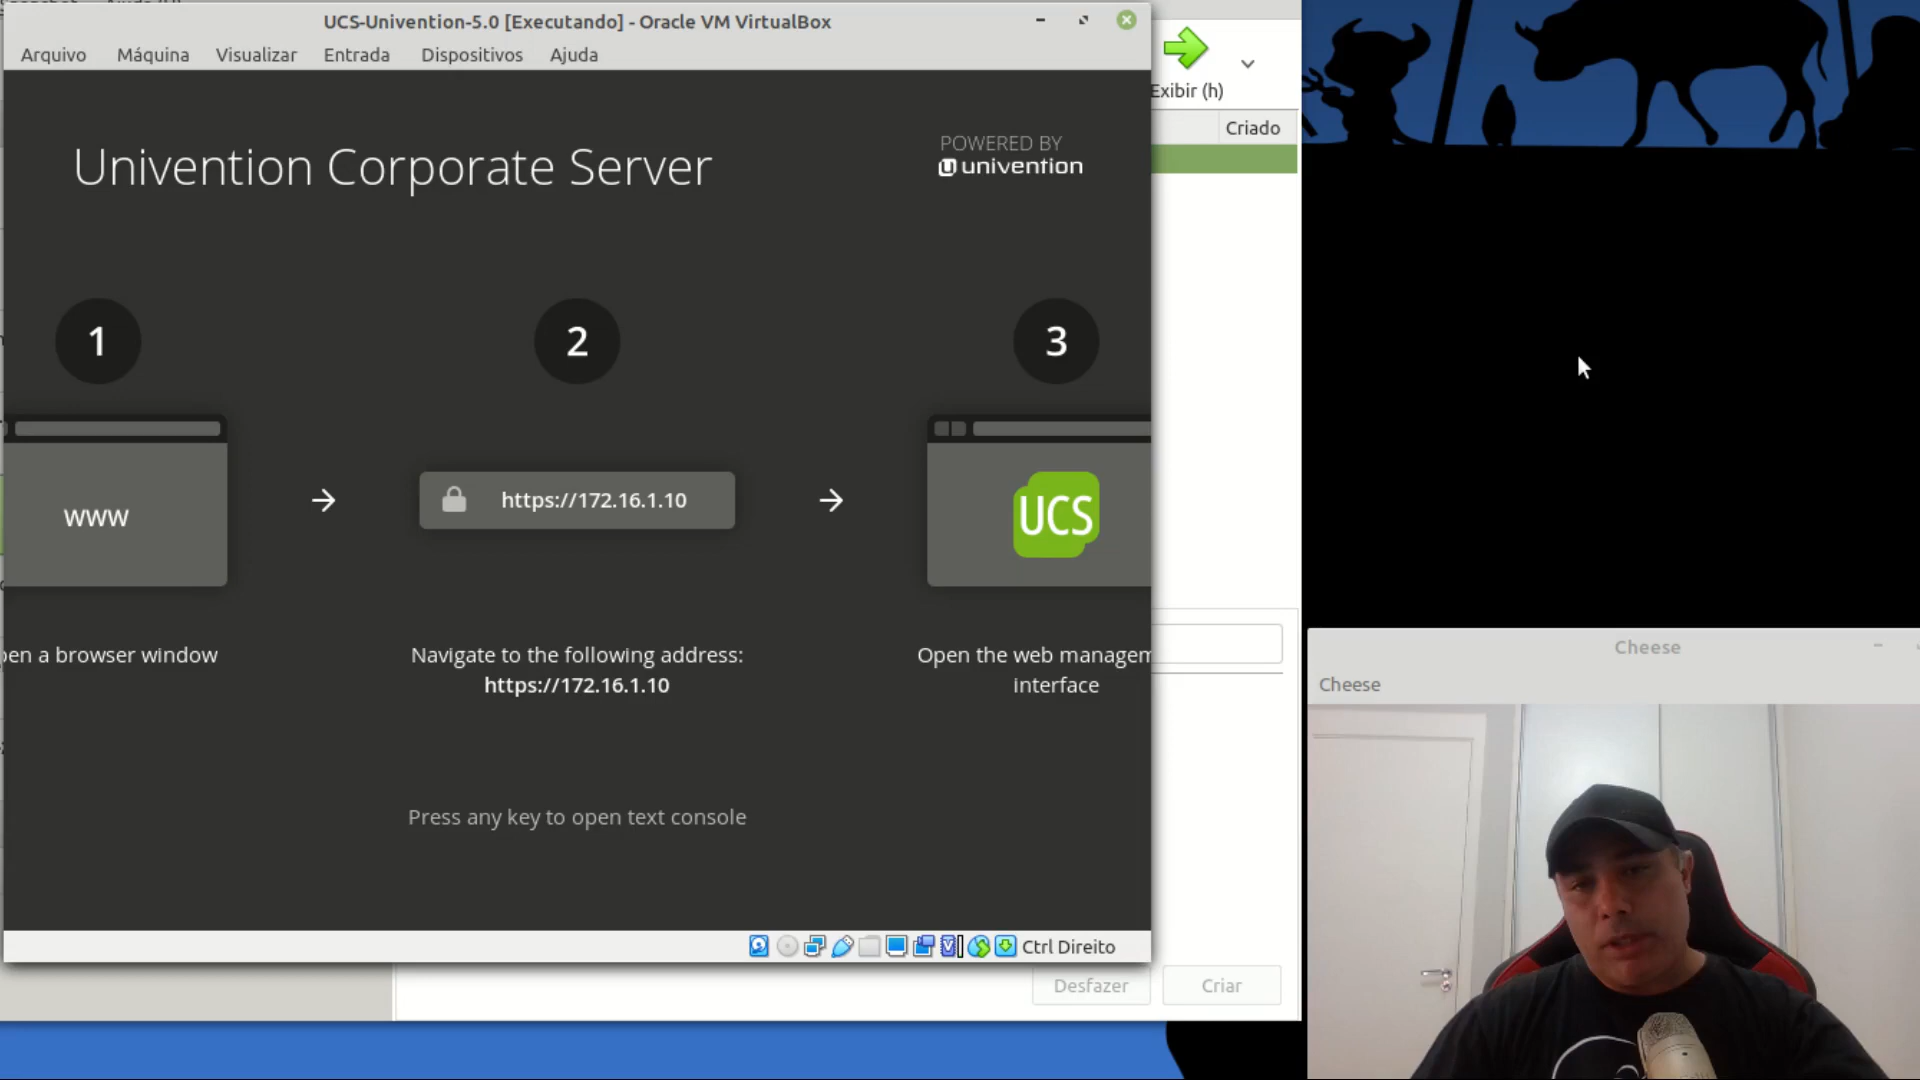 UCS-Univention-5.0 [Executando] - Oracle VM VirtualBox
Arquivo Máquina Visualizar Entrada Dispositivos Ajuda
Exibir (h)
Criado
Univention Corporate Server
POWERED BY
univention
1
2
3
www
https://172.16.1.10
UCS
en a browser window
Navigate to the following address:
https://172.16.1.10
Open the web managem
interface
Press any key to open text console
Ctrl Direito
Desfazer
Criar
Cheese
Cheese